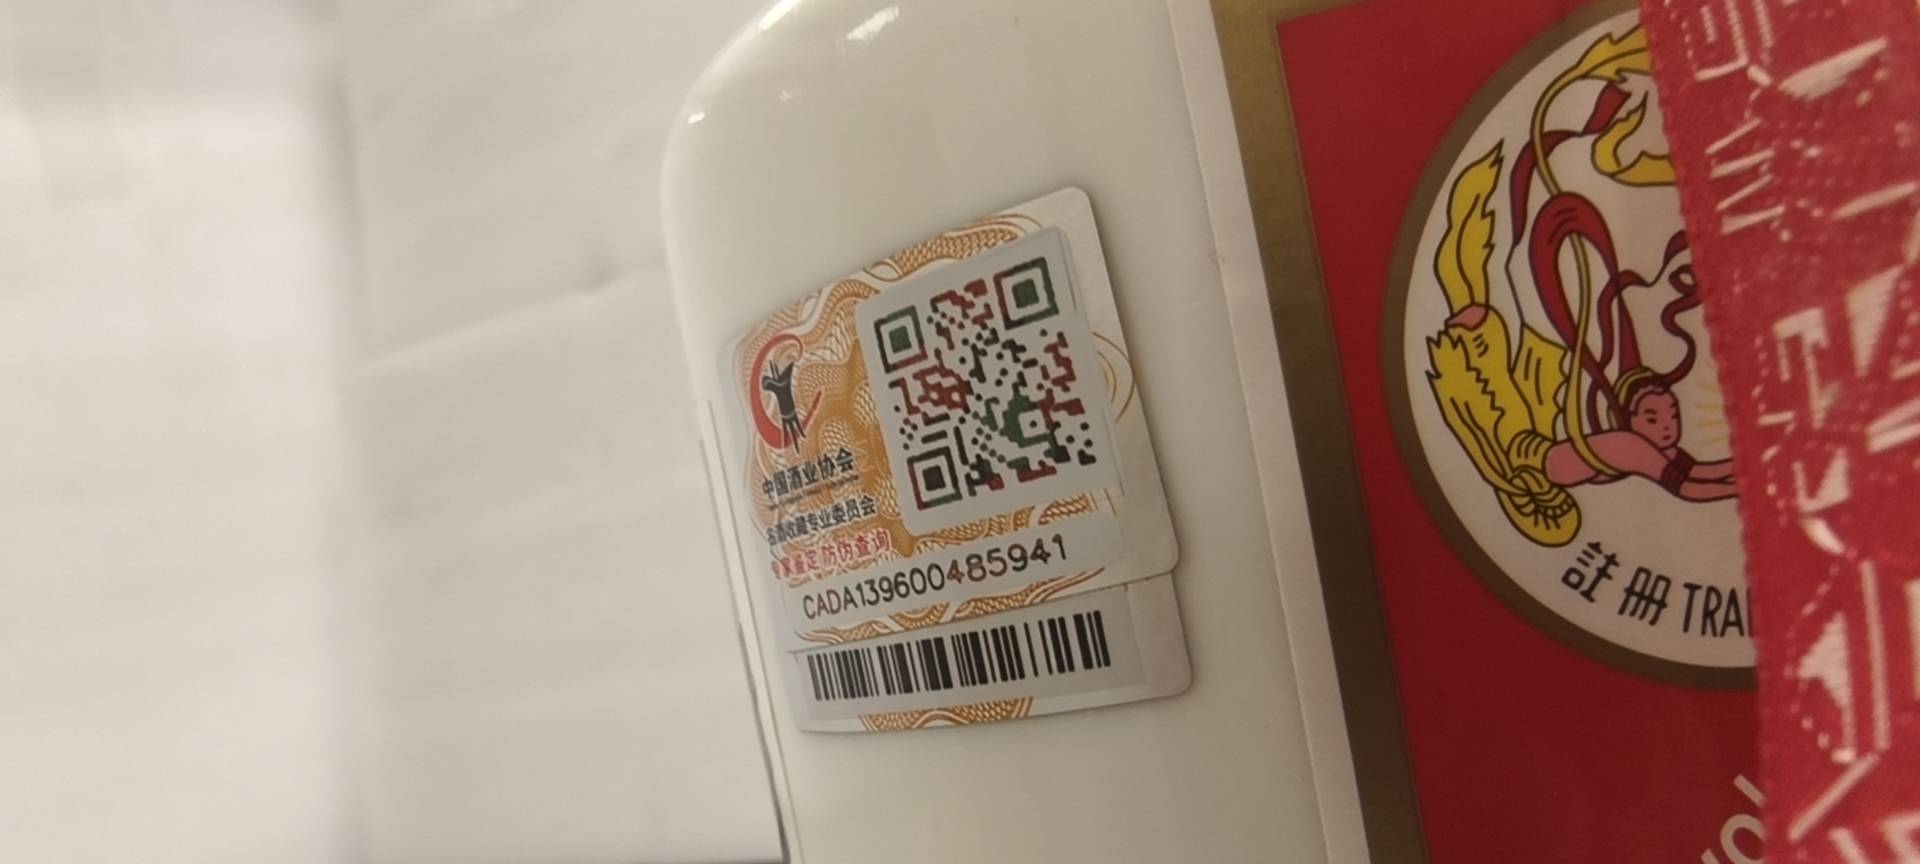 中国酒业协会
名酒收藏专业委员会
专家鉴定 防伪查询
CADA139600485941
註冊 TRA